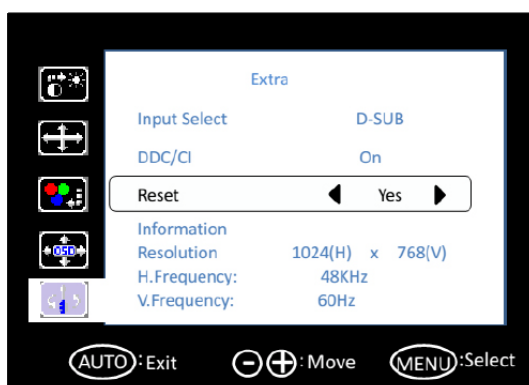 Extra
Input Select D-SUB
DDC/CI On
Reset Yes
Information
Resolution 1024(H) x 768(V)
H.Frequency: 48KHz
V.Frequency: 60Hz
OSD
AUTO:Exit - + :Move MENU:Select